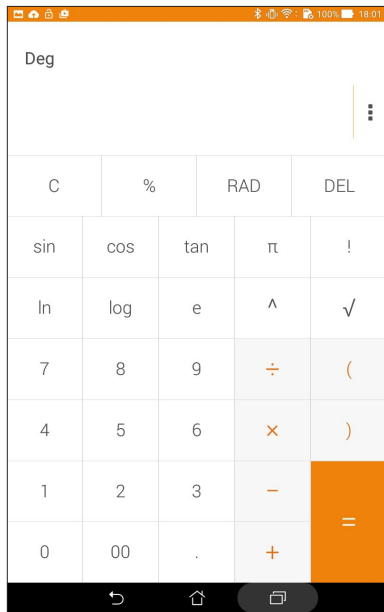 100% 18:01
Deg
C % RAD DEL
sin cos tan π !
ln log e ^ √
7 8 9 ÷ (
4 5 6 × )
1 2 3 −
=
0 00 . +